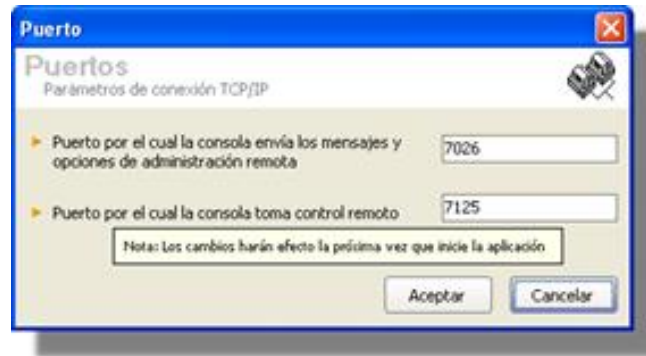 Puerto
Puertos
Parámetros de conexión TCP/IP
Puerto por el cual la consola envía los mensajes y
opciones de administración remota
7026
Puerto por el cual la consola toma control remoto
7125
Nota: Los cambios harán efecto la próxima vez que inicie la aplicación
Aceptar
Cancelar